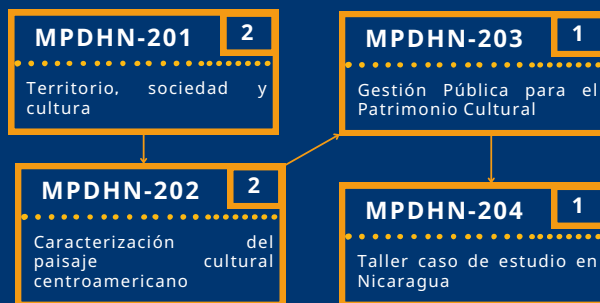 MPDHN-201 2
Territorio, sociedad y
cultura
MPDHN-202 2
Caracterización del
paisaje cultural
centroamericano
MPDHN-203 1
Gestión Pública para el
Patrimonio Cultural
MPDHN-204 1
Taller caso de estudio en
Nicaragua